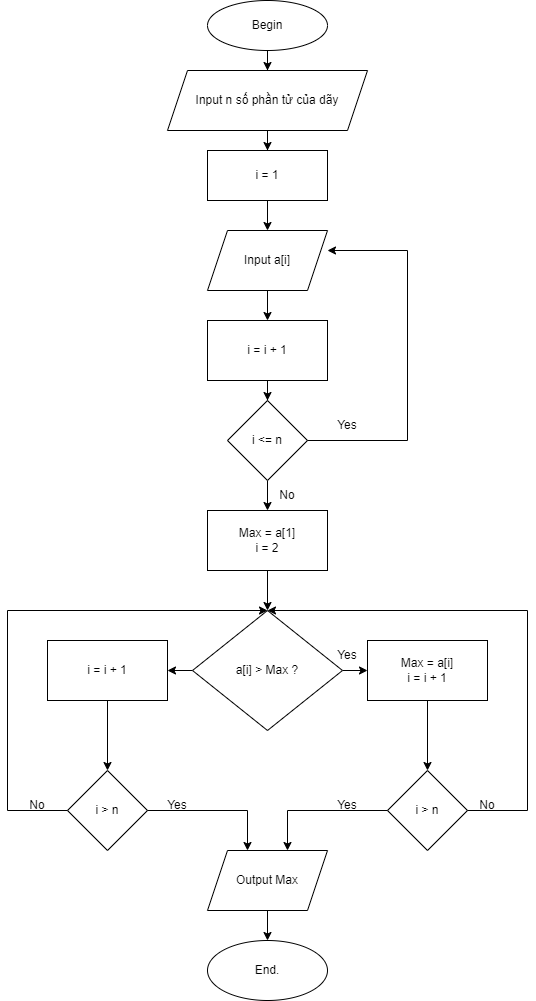 Begin
Input n số phần tử của dãy
i = 1
Input a[i]
i = i + 1
i <= n
Yes
No
Max = a[1]
i = 2
i = i + 1
a[i] > Max ?
Yes
Max = a[i]
i = i + 1
No
i > n
Yes
Yes
i > n
No
Output Max
End.